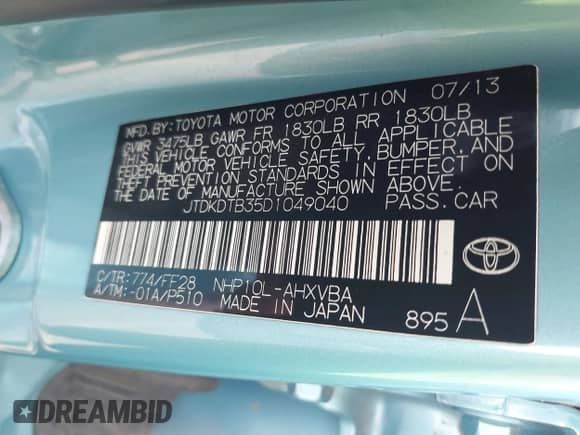 MFD. BY: TOYOTA MOTOR CORPORATION 07/13
GVWR 3475LB GAWR FR 1830LB RR 1830LB
THIS VEHICLE CONFORMS TO ALL APPLICABLE
FEDERAL MOTOR VEHICLE SAFETY, BUMPER, AND
THEFT PREVENTION STANDARDS IN EFFECT ON
THE DATE OF MANUFACTURE SHOWN ABOVE.
JTDKDTB35D1049040 PASS.CAR
C/TR: 774/FF28 NHP10L-AHXVBA
A/TM: -01A/P510 MADE IN JAPAN
895 A
DREAMBID